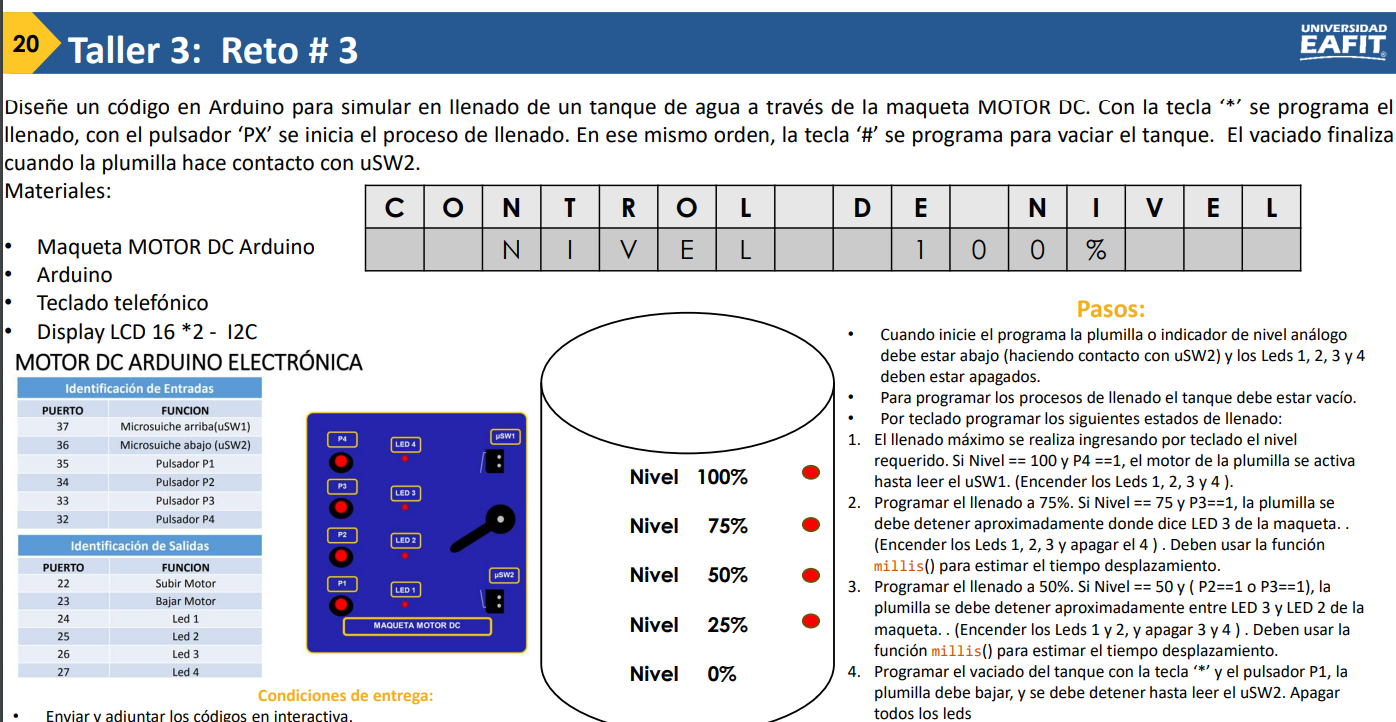 20
Taller 3: Reto # 3
UNIVERSIDAD
EAFIT
Diseñe un código en Arduino para simular en llenado de un tanque de agua a través de la maqueta MOTOR DC. Con la tecla ‘*’ se programa el
llenado, con el pulsador ‘PX’ se inicia el proceso de llenado. En ese mismo orden, la tecla ‘#’ se programa para vaciar el tanque. El vaciado finaliza
cuando la plumilla hace contacto con uSW2.
Materiales:
• Maqueta MOTOR DC Arduino
• Arduino
• Teclado telefónico
• Display LCD 16 *2 - I2C
C O N T R O L D E N I V E L
N I V E L 1 0 0 %
MOTOR DC ARDUINO ELECTRÓNICA
Identificación de Entradas
PUERTO FUNCION
37 Microsuiche arriba(uSW1)
36 Microsuiche abajo (uSW2)
35 Pulsador P1
34 Pulsador P2
33 Pulsador P3
32 Pulsador P4
Identificación de Salidas
PUERTO FUNCION
22 Subir Motor
23 Bajar Motor
24 Led 1
25 Led 2
26 Led 3
27 Led 4
P4 LED 4 µSW1
P3 LED 3
P2 LED 2
P1 LED 1 µSW2
MAQUETA MOTOR DC
Nivel 100%
Nivel 75%
Nivel 50%
Nivel 25%
Nivel 0%
Pasos:
• Cuando inicie el programa la plumilla o indicador de nivel análogo
debe estar abajo (haciendo contacto con uSW2) y los Leds 1, 2, 3 y 4
deben estar apagados.
• Para programar los procesos de llenado el tanque debe estar vacío.
• Por teclado programar los siguientes estados de llenado:
1. El llenado máximo se realiza ingresando por teclado el nivel
requerido. Si Nivel == 100 y P4 ==1, el motor de la plumilla se activa
hasta leer el uSW1. (Encender los Leds 1, 2, 3 y 4 ).
2. Programar el llenado a 75%. Si Nivel == 75 y P3==1, la plumilla se
debe detener aproximadamente donde dice LED 3 de la maqueta. .
(Encender los Leds 1, 2, 3 y apagar el 4 ) . Deben usar la función
millis() para estimar el tiempo desplazamiento.
3. Programar el llenado a 50%. Si Nivel == 50 y ( P2==1 o P3==1), la
plumilla se debe detener aproximadamente entre LED 3 y LED 2 de la
maqueta. . (Encender los Leds 1 y 2, y apagar 3 y 4 ) . Deben usar la
función millis() para estimar el tiempo desplazamiento.
4. Programar el vaciado del tanque con la tecla ‘*’ y el pulsador P1, la
plumilla debe bajar, y se debe detener hasta leer el uSW2. Apagar
todos los leds
Condiciones de entrega:
• Enviar y adjuntar los códigos en interactiva.